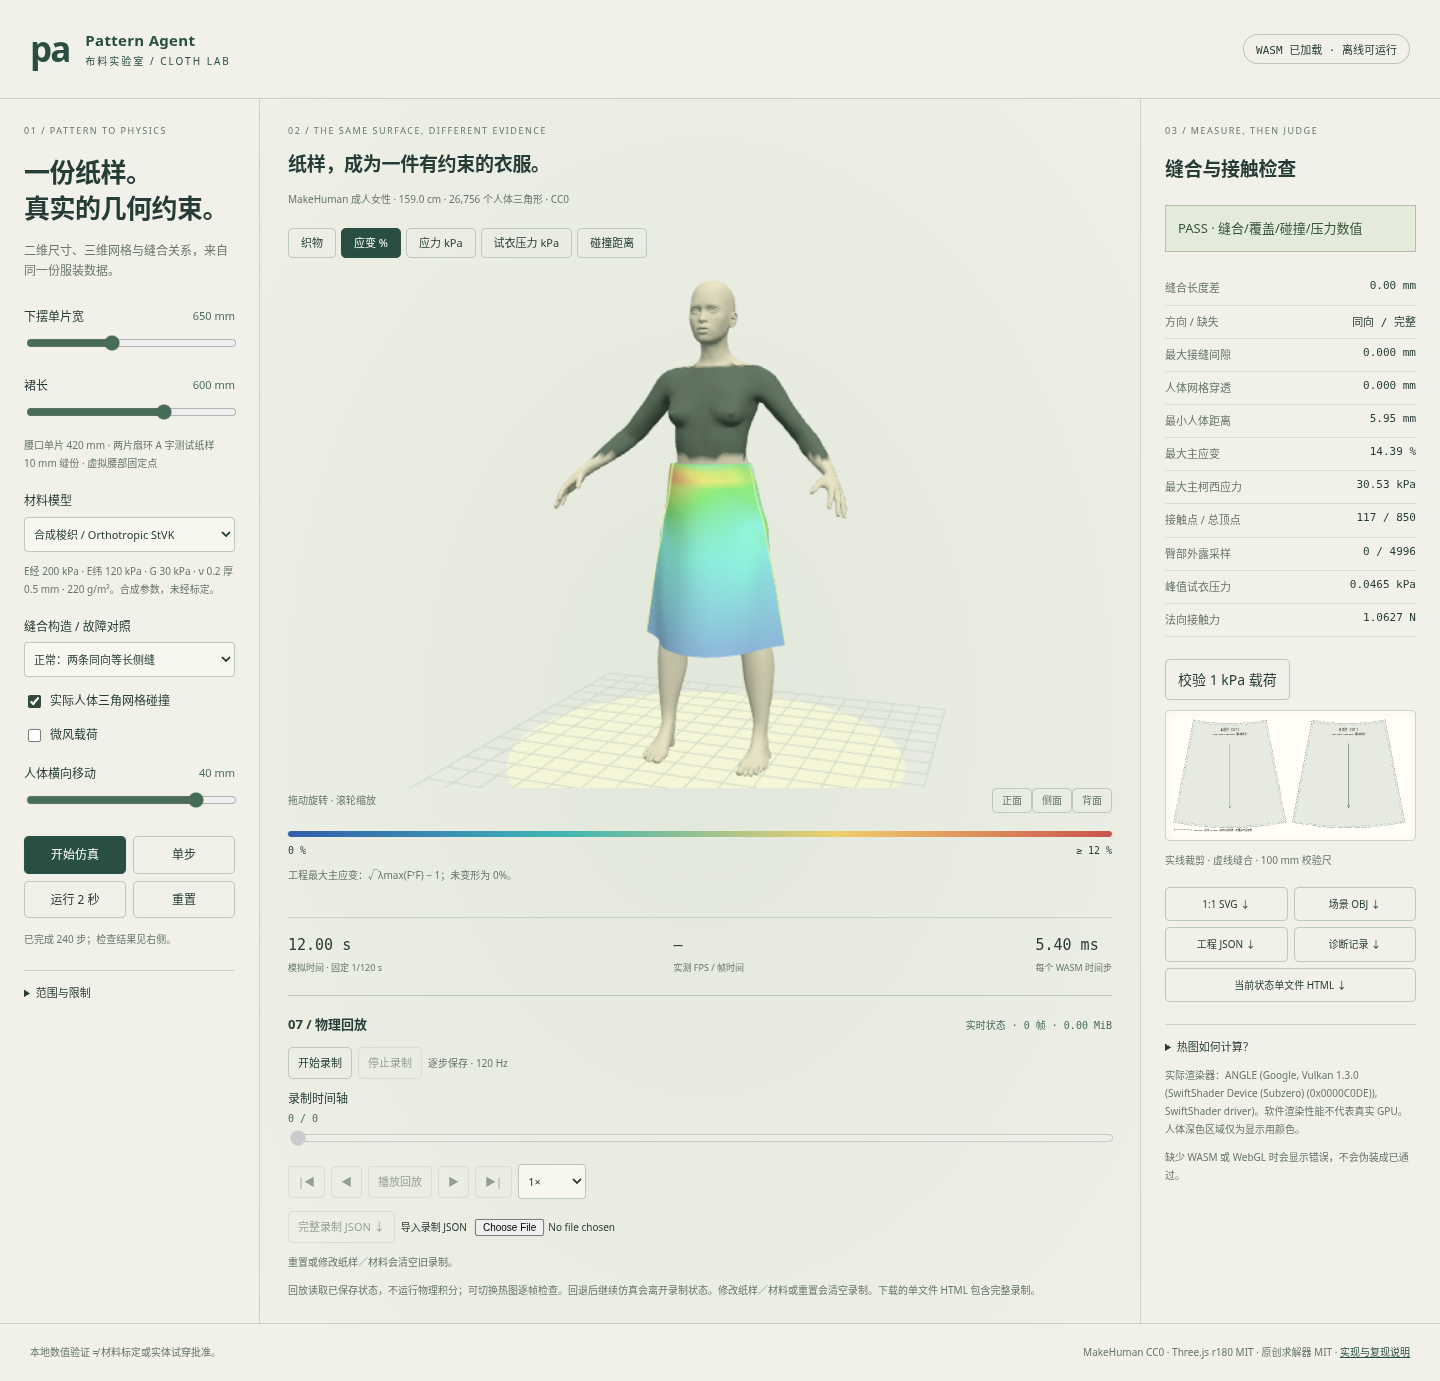 pa
Pattern Agent
布料实验室 / CLOTH LAB
WASM 已加载 · 离线可运行
01 / PATTERN TO PHYSICS
一份纸样。
真实的几何约束。
二维尺寸、三维网格与缝合关系，来自
同一份服装数据。
下摆单片宽 650 mm
裙长 600 mm
腰口单片 420 mm · 两片扇环 A 字测试纸样
10 mm 缝份 · 虚拟腰部固定点
材料模型
合成梭织 / Orthotropic StVK
E经 200 kPa · E纬 120 kPa · G 30 kPa · ν 0.2 厚
0.5 mm · 220 g/m²。合成参数，未经标定。
缝合构造 / 故障对照
正常：两条同向等长侧缝
实际人体三角网格碰撞
微风载荷
人体横向移动 40 mm
开始仿真 单步
运行 2 秒 重置
已完成 240 步；检查结果见右侧。
▶ 范围与限制
02 / THE SAME SURFACE, DIFFERENT EVIDENCE
纸样，成为一件有约束的衣服。
MakeHuman 成人女性 · 159.0 cm · 26,756 个人体三角形 · CC0
织物 应变 % 应力 kPa 试衣压力 kPa 碰撞距离
拖动旋转 · 滚轮缩放 正面 侧面 背面
0 % ≥ 12 %
工程最大主应变：√λmax(FᵀF) − 1；未变形为 0%。
12.00 s — 5.40 ms
模拟时间 · 固定 1/120 s 实测 FPS / 帧时间 每个 WASM 时间步
07 / 物理回放 实时状态 · 0 帧 · 0.00 MiB
开始录制 停止录制 逐步保存 · 120 Hz
录制时间轴
0 / 0
|◀ ◀ 播放回放 ▶ ▶| 1×
完整录制 JSON ↓ 导入录制 JSON Choose File No file chosen
重置或修改纸样／材料会清空旧录制。
回放读取已保存状态，不运行物理积分；可切换热图逐帧检查。回退后继续仿真会离开录制状态。修改纸样／材料或重置会清空录制。下载的单文件 HTML 包含完整录制。
03 / MEASURE, THEN JUDGE
缝合与接触检查
PASS · 缝合/覆盖/碰撞/压力数值
缝合长度差 0.00 mm
方向 / 缺失 同向 / 完整
最大接缝间隙 0.000 mm
人体网格穿透 0.000 mm
最小人体距离 5.95 mm
最大主应变 14.39 %
最大主柯西应力 30.53 kPa
接触点 / 总顶点 117 / 850
臀部外露采样 0 / 4996
峰值试衣压力 0.0465 kPa
法向接触力 1.0627 N
校验 1 kPa 载荷
实线裁剪 · 虚线缝合 · 100 mm 校验尺
1:1 SVG ↓ 场景 OBJ ↓
工程 JSON ↓ 诊断记录 ↓
当前状态单文件 HTML ↓
▶ 热图如何计算？
实际渲染器：ANGLE (Google, Vulkan 1.3.0
(SwiftShader Device (Subzero) (0x0000C0DE)),
SwiftShader driver)。软件渲染性能不代表真实 GPU。
人体深色区域仅为显示用颜色。
缺少 WASM 或 WebGL 时会显示错误，不会伪装成已通
过。
本地数值验证 ≠ 材料标定或实体试穿批准。
MakeHuman CC0 · Three.js r180 MIT · 原创求解器 MIT · 实现与复现说明